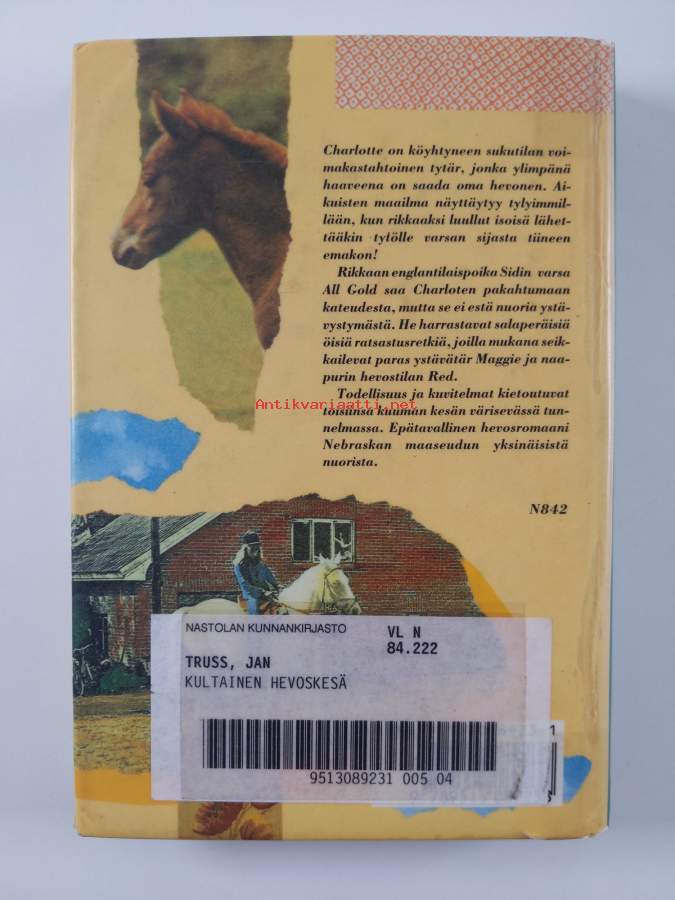 Charlotte on köyhtyneen sukutilan voi-
makastahtoinen tytär, jonka ylimpänä
haaveena on saada oma hevonen. Ai-
kuisten maailma näyttäytyy tylyimmil-
lään, kun rikkaaksi luullut isoisä lähet-
tääkin tytölle varsan sijasta tiineen
emakon!
Rikkaan englantilaispoika Sidin varsa
All Gold saa Charloten pakahtumaan
kateudesta, mutta se ei estä nuoria ystä-
vystymästä. He harrastavat salaperäisiä
öisiä ratsastusretkiä, joilla mukana seik-
kailevat paras ystävätär Maggie ja naa-
purin hevostilan Red.
Todellisuus ja kuvitelmat kietoutuvat
Antikvariaatti.net
toisiinsa kuuman kesän värisevässä tun-
nelmassa. Epätavallinen hevosromaani
Nebraskan maaseudun yksinäisistä
nuorista.
N842
NASTOLAN KUNNANKIRJASTO
VL N
84.222
TRUSS, JAN
KULTAINEN HEVOSKESÄ
9513089231 005 04